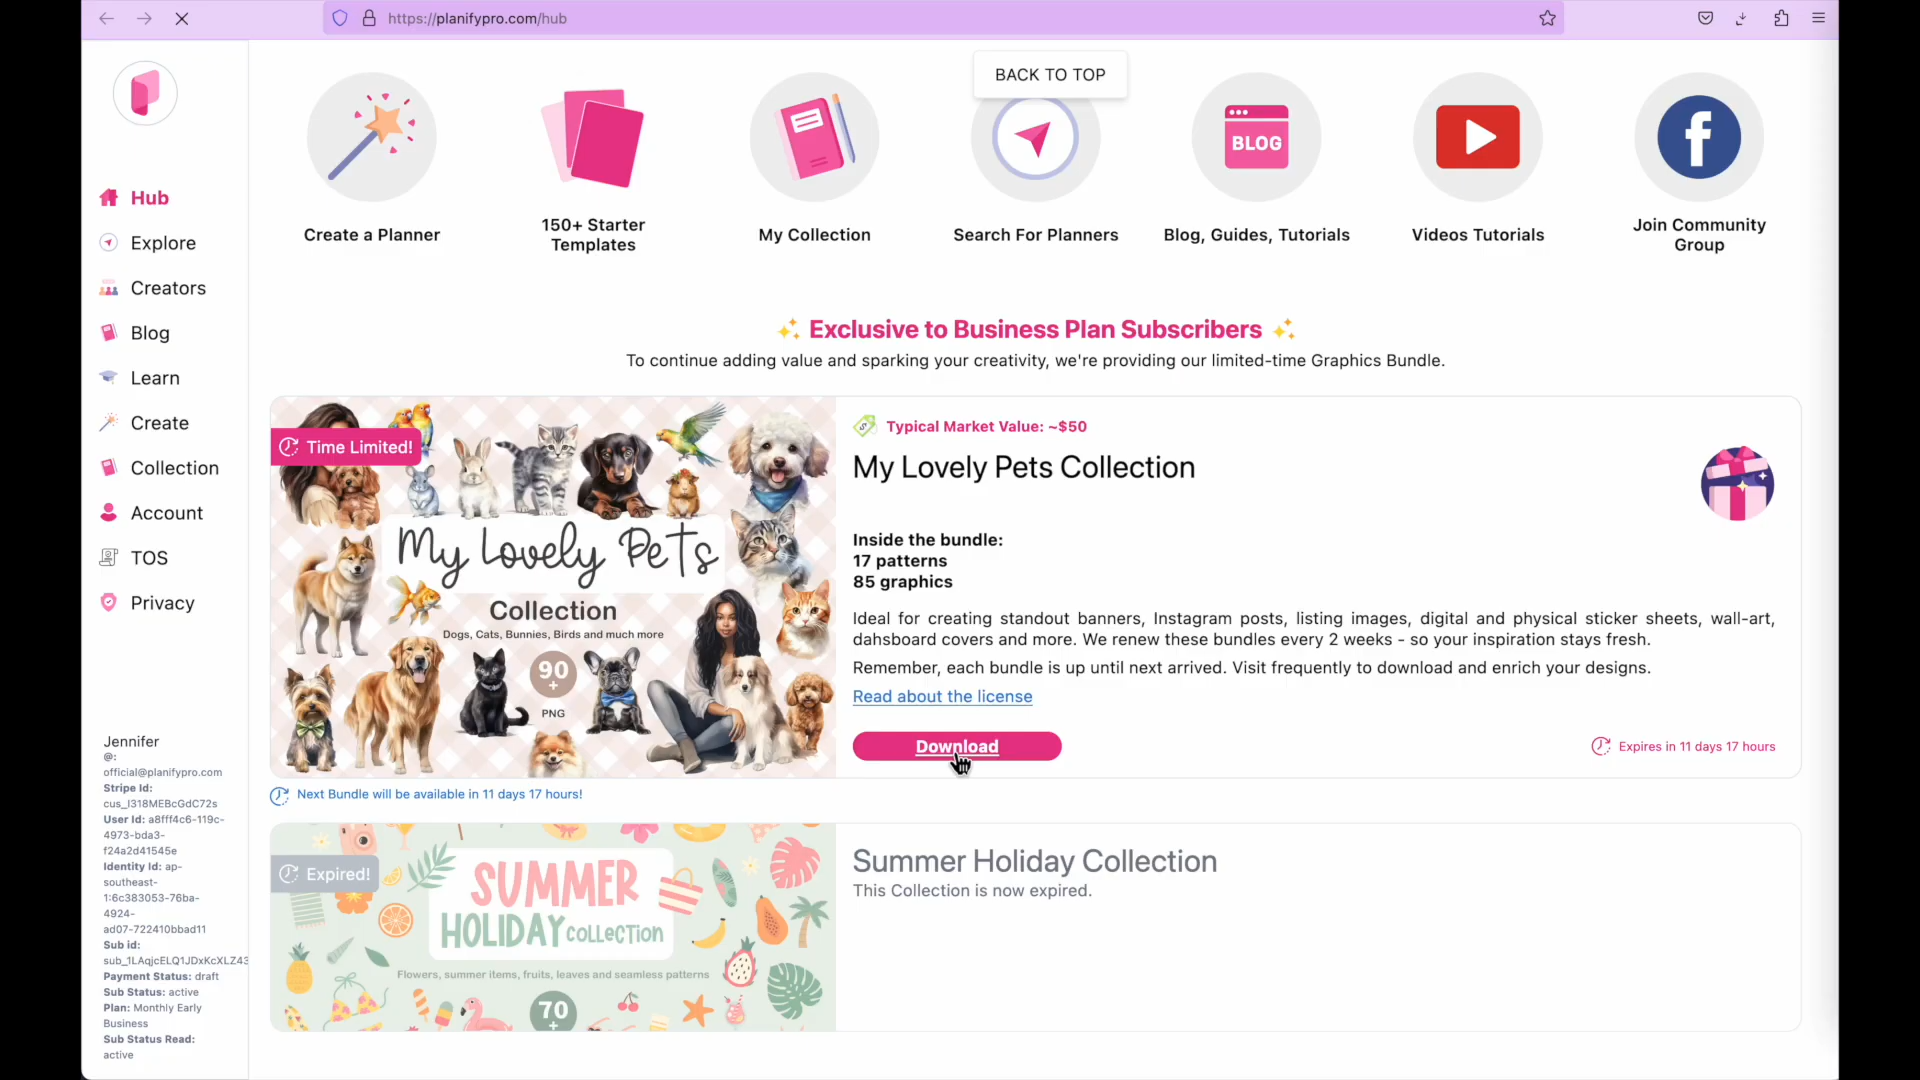 https://planifypro.com/hub
BACK TO TOP
BLOG
Create a Planner
150+ Starter
Templates
My Collection
Search For Planners
Blog, Guides, Tutorials
Videos Tutorials
Join Community
Group
Hub
Explore
Creators
Blog
Learn
Create
Collection
Account
TOS
Privacy
Jennifer
@:
official@planifypro.com
Stripe Id:
cus_I318MEBcGdC72s
User Id: a8fff4c6-119c-
4973-bda3-
f24a2d41545e
Identity Id: ap-
southeast-
1:6c383053-76ba-
4924-
ad07-722410bbad11
Sub id:
sub_1LAqjcELQ1JDxKcXLZ43
Payment Status: draft
Sub Status: active
Plan: Monthly Early
Business
Sub Status Read:
active
Exclusive to Business Plan Subscribers
To continue adding value and sparking your creativity, we're providing our limited-time Graphics Bundle.
Time Limited!
My Lovely Pets
Collection
Dogs, Cats, Bunnies, Birds and much more
90
+
PNG
Typical Market Value: ~$50
My Lovely Pets Collection
Inside the bundle:
17 patterns
85 graphics
Ideal for creating standout banners, Instagram posts, listing images, digital and physical sticker sheets, wall-art,
dahsboard covers and more. We renew these bundles every 2 weeks - so your inspiration stays fresh.
Remember, each bundle is up until next arrived. Visit frequently to download and enrich your designs.
Read about the license
Download
Expires in 11 days 17 hours
Next Bundle will be available in 11 days 17 hours!
Expired!
SUMMER
HOLIDAY collection
Flowers, summer items, fruits, leaves and seamless patterns
70
+
Summer Holiday Collection
This Collection is now expired.